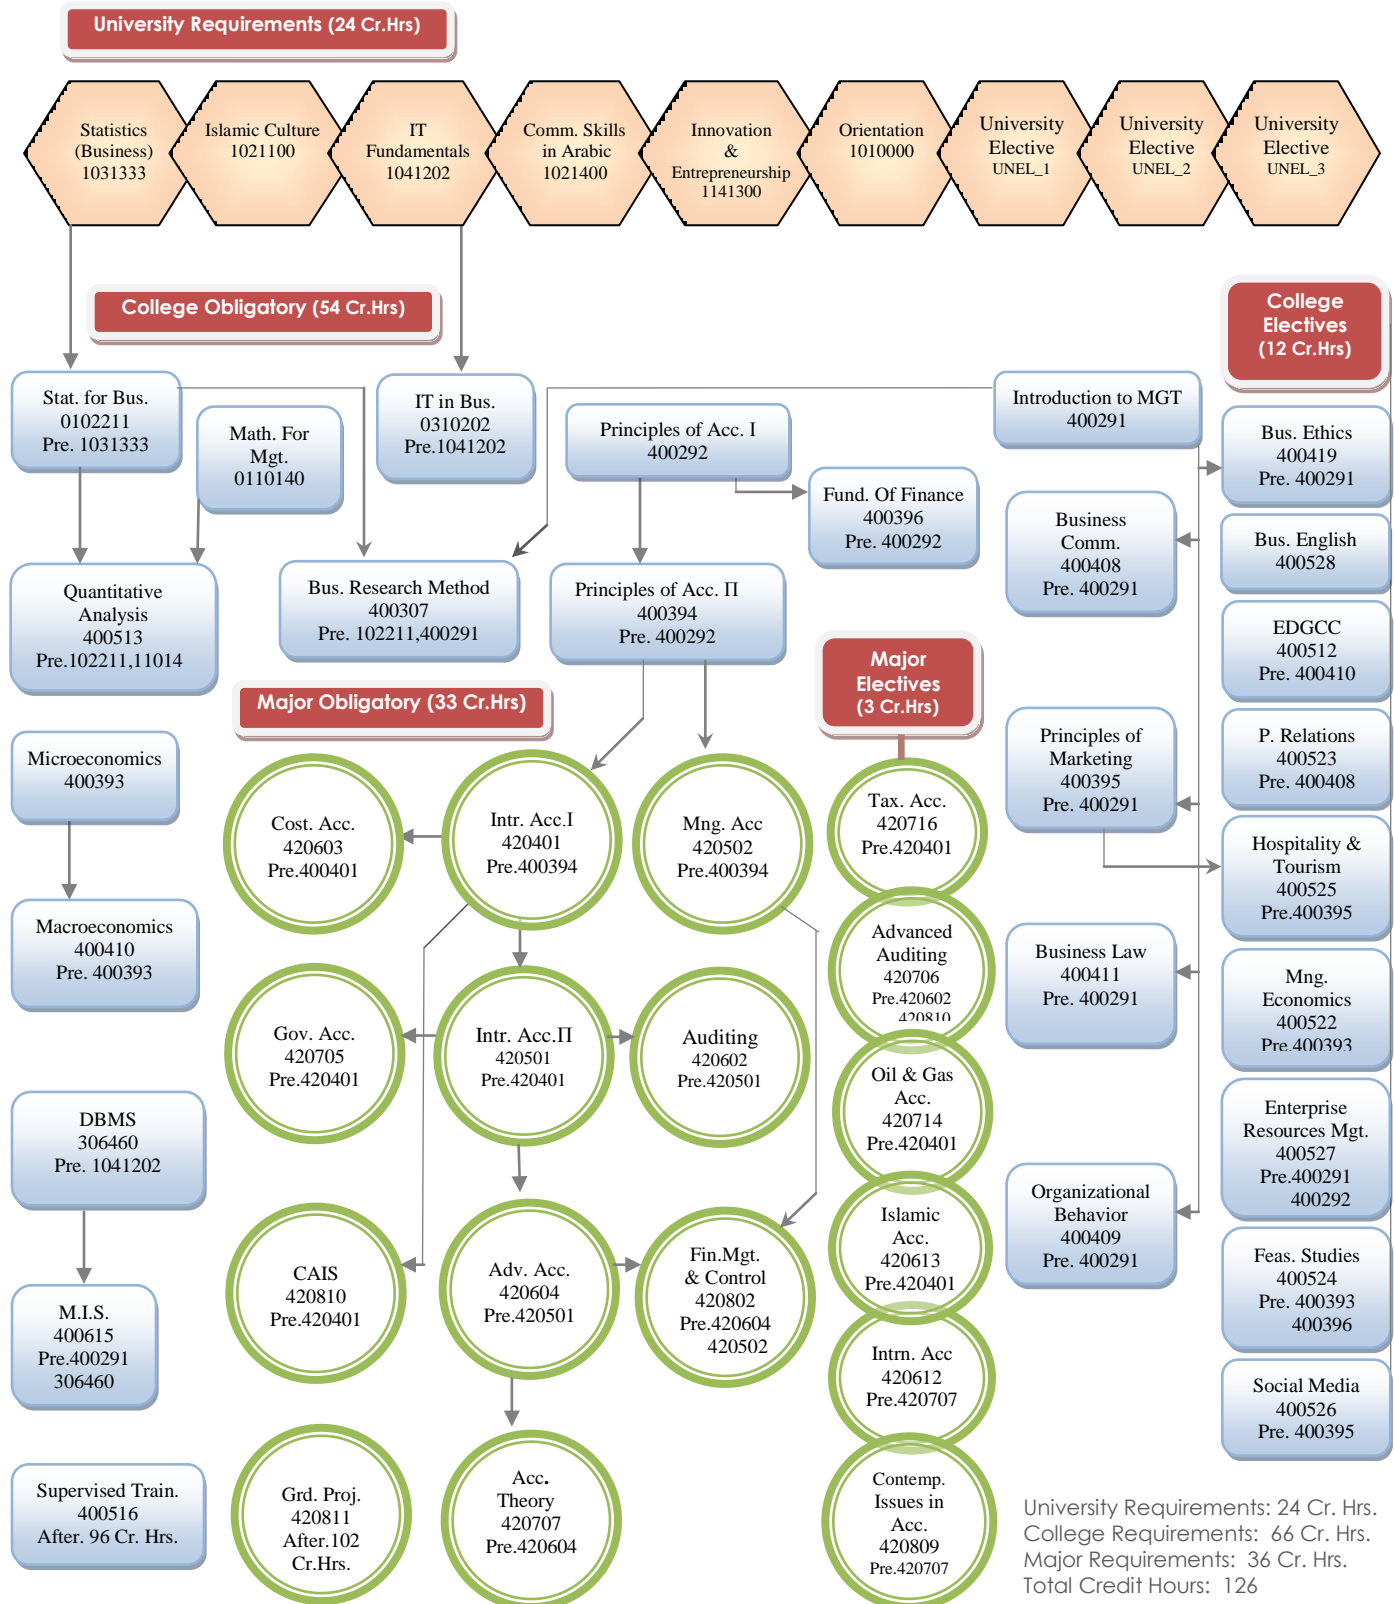 University Requirements (24 Cr.Hrs)
Statistics
(Business)
1031333
Islamic Culture
1021100
IT
Fundamentals
1041202
Comm. Skills
in Arabic
1021400
Innovation
&
Entrepreneurship
1141300
Orientation
1010000
University
Elective
UNEL_1
University
Elective
UNEL_2
University
Elective
UNEL_3
College Obligatory (54 Cr.Hrs)
College
Electives
(12 Cr.Hrs)
Stat. for Bus.
0102211
Pre. 1031333
Math. For
Mgt.
0110140
IT in Bus.
0310202
Pre.1041202
Principles of Acc. I
400292
Introduction to MGT
400291
Bus. Ethics
400419
Pre. 400291
Fund. Of Finance
400396
Pre. 400292
Business
Comm.
400408
Pre. 400291
Bus. English
400528
Quantitative
Analysis
400513
Pre.102211,11014
Bus. Research Method
400307
Pre. 102211,400291
Principles of Acc. Π
400394
Pre. 400292
EDGCC
400512
Pre. 400410
Major Obligatory (33 Cr.Hrs)
Major
Electives
(3 Cr.Hrs)
Microeconomics
400393
Principles of
Marketing
400395
Pre. 400291
P. Relations
400523
Pre. 400408
Cost. Acc.
420603
Pre.400401
Intr. Acc.I
420401
Pre.400394
Mng. Acc
420502
Pre.400394
Tax. Acc.
420716
Pre.420401
Hospitality &
Tourism
400525
Pre.400395
Macroeconomics
400410
Pre. 400393
Advanced
Auditing
420706
Pre.420602
420810
Business Law
400411
Pre. 400291
Mng.
Economics
400522
Pre.400393
Gov. Acc.
420705
Pre.420401
Intr. Acc.Π
420501
Pre.420401
Auditing
420602
Pre.420501
Oil & Gas
Acc.
420714
Pre.420401
DBMS
306460
Pre. 1041202
Enterprise
Resources Mgt.
400527
Pre.400291
400292
Organizational
Behavior
400409
Pre. 400291
Islamic
Acc.
420613
Pre.420401
CAIS
420810
Pre.420401
Adv. Acc.
420604
Pre.420501
Fin.Mgt.
& Control
420802
Pre.420604
420502
Feas. Studies
400524
Pre. 400393
400396
M.I.S.
400615
Pre.400291
306460
Intrn. Acc
420612
Pre.420707
Social Media
400526
Pre. 400395
Supervised Train.
400516
After. 96 Cr. Hrs.
Grd. Proj.
420811
After.102
Cr.Hrs.
Acc.
Theory
420707
Pre.420604
Contemp.
Issues in
Acc.
420809
Pre.420707
University Requirements: 24 Cr. Hrs.
College Requirements: 66 Cr. Hrs.
Major Requirements: 36 Cr. Hrs.
Total Credit Hours: 126